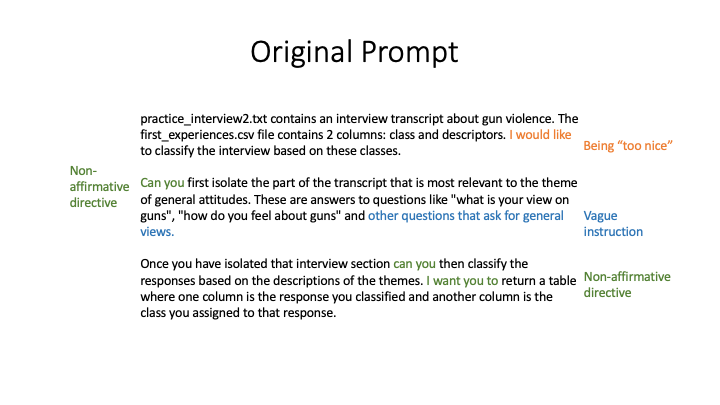 Original Prompt
practice_interview2.txt contains an interview transcript about gun violence. The
first_experiences.csv file contains 2 columns: class and descriptors. I would like
to classify the interview based on these classes.
Being “too nice”
Non-
affirmative
directive
Can you first isolate the part of the transcript that is most relevant to the theme
of general attitudes. These are answers to questions like "what is your view on
guns", "how do you feel about guns" and other questions that ask for general
views.
Vague
instruction
Once you have isolated that interview section can you then classify the
responses based on the descriptions of the themes. I want you to return a table
where one column is the response you classified and another column is the
class you assigned to that response.
Non-affirmative
directive